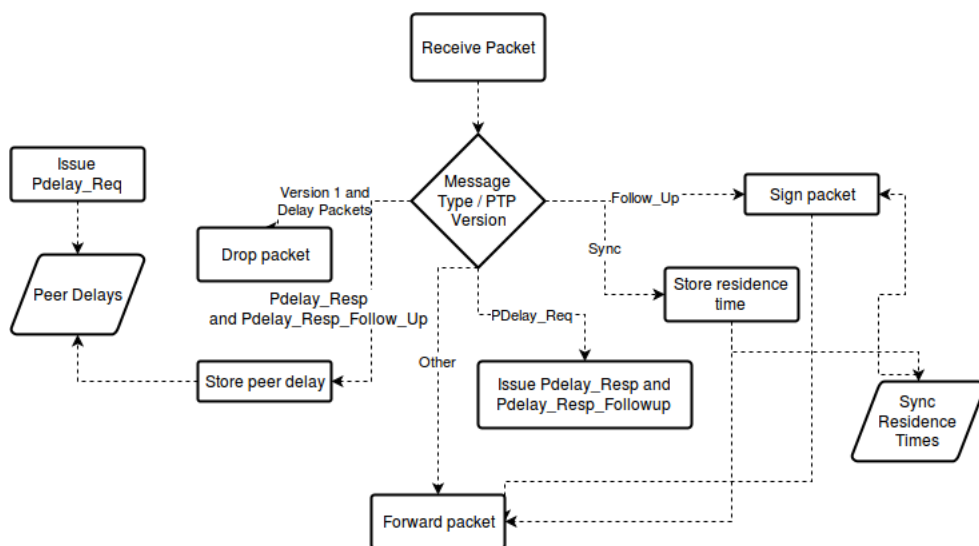 Receive Packet
Issue
Pdelay_Req
Message
Type / PTP
Version
Version 1 and
Delay Packets
Follow_Up
Sign packet
Drop packet
Sync
Peer Delays
Store residence
time
Pdelay_Resp
and Pdelay_Resp_Follow_Up
PDelay_Req
Other
Store peer delay
Issue Pdelay_Resp and
Pdelay_Resp_Followup
Sync
Residence
Times
Forward packet